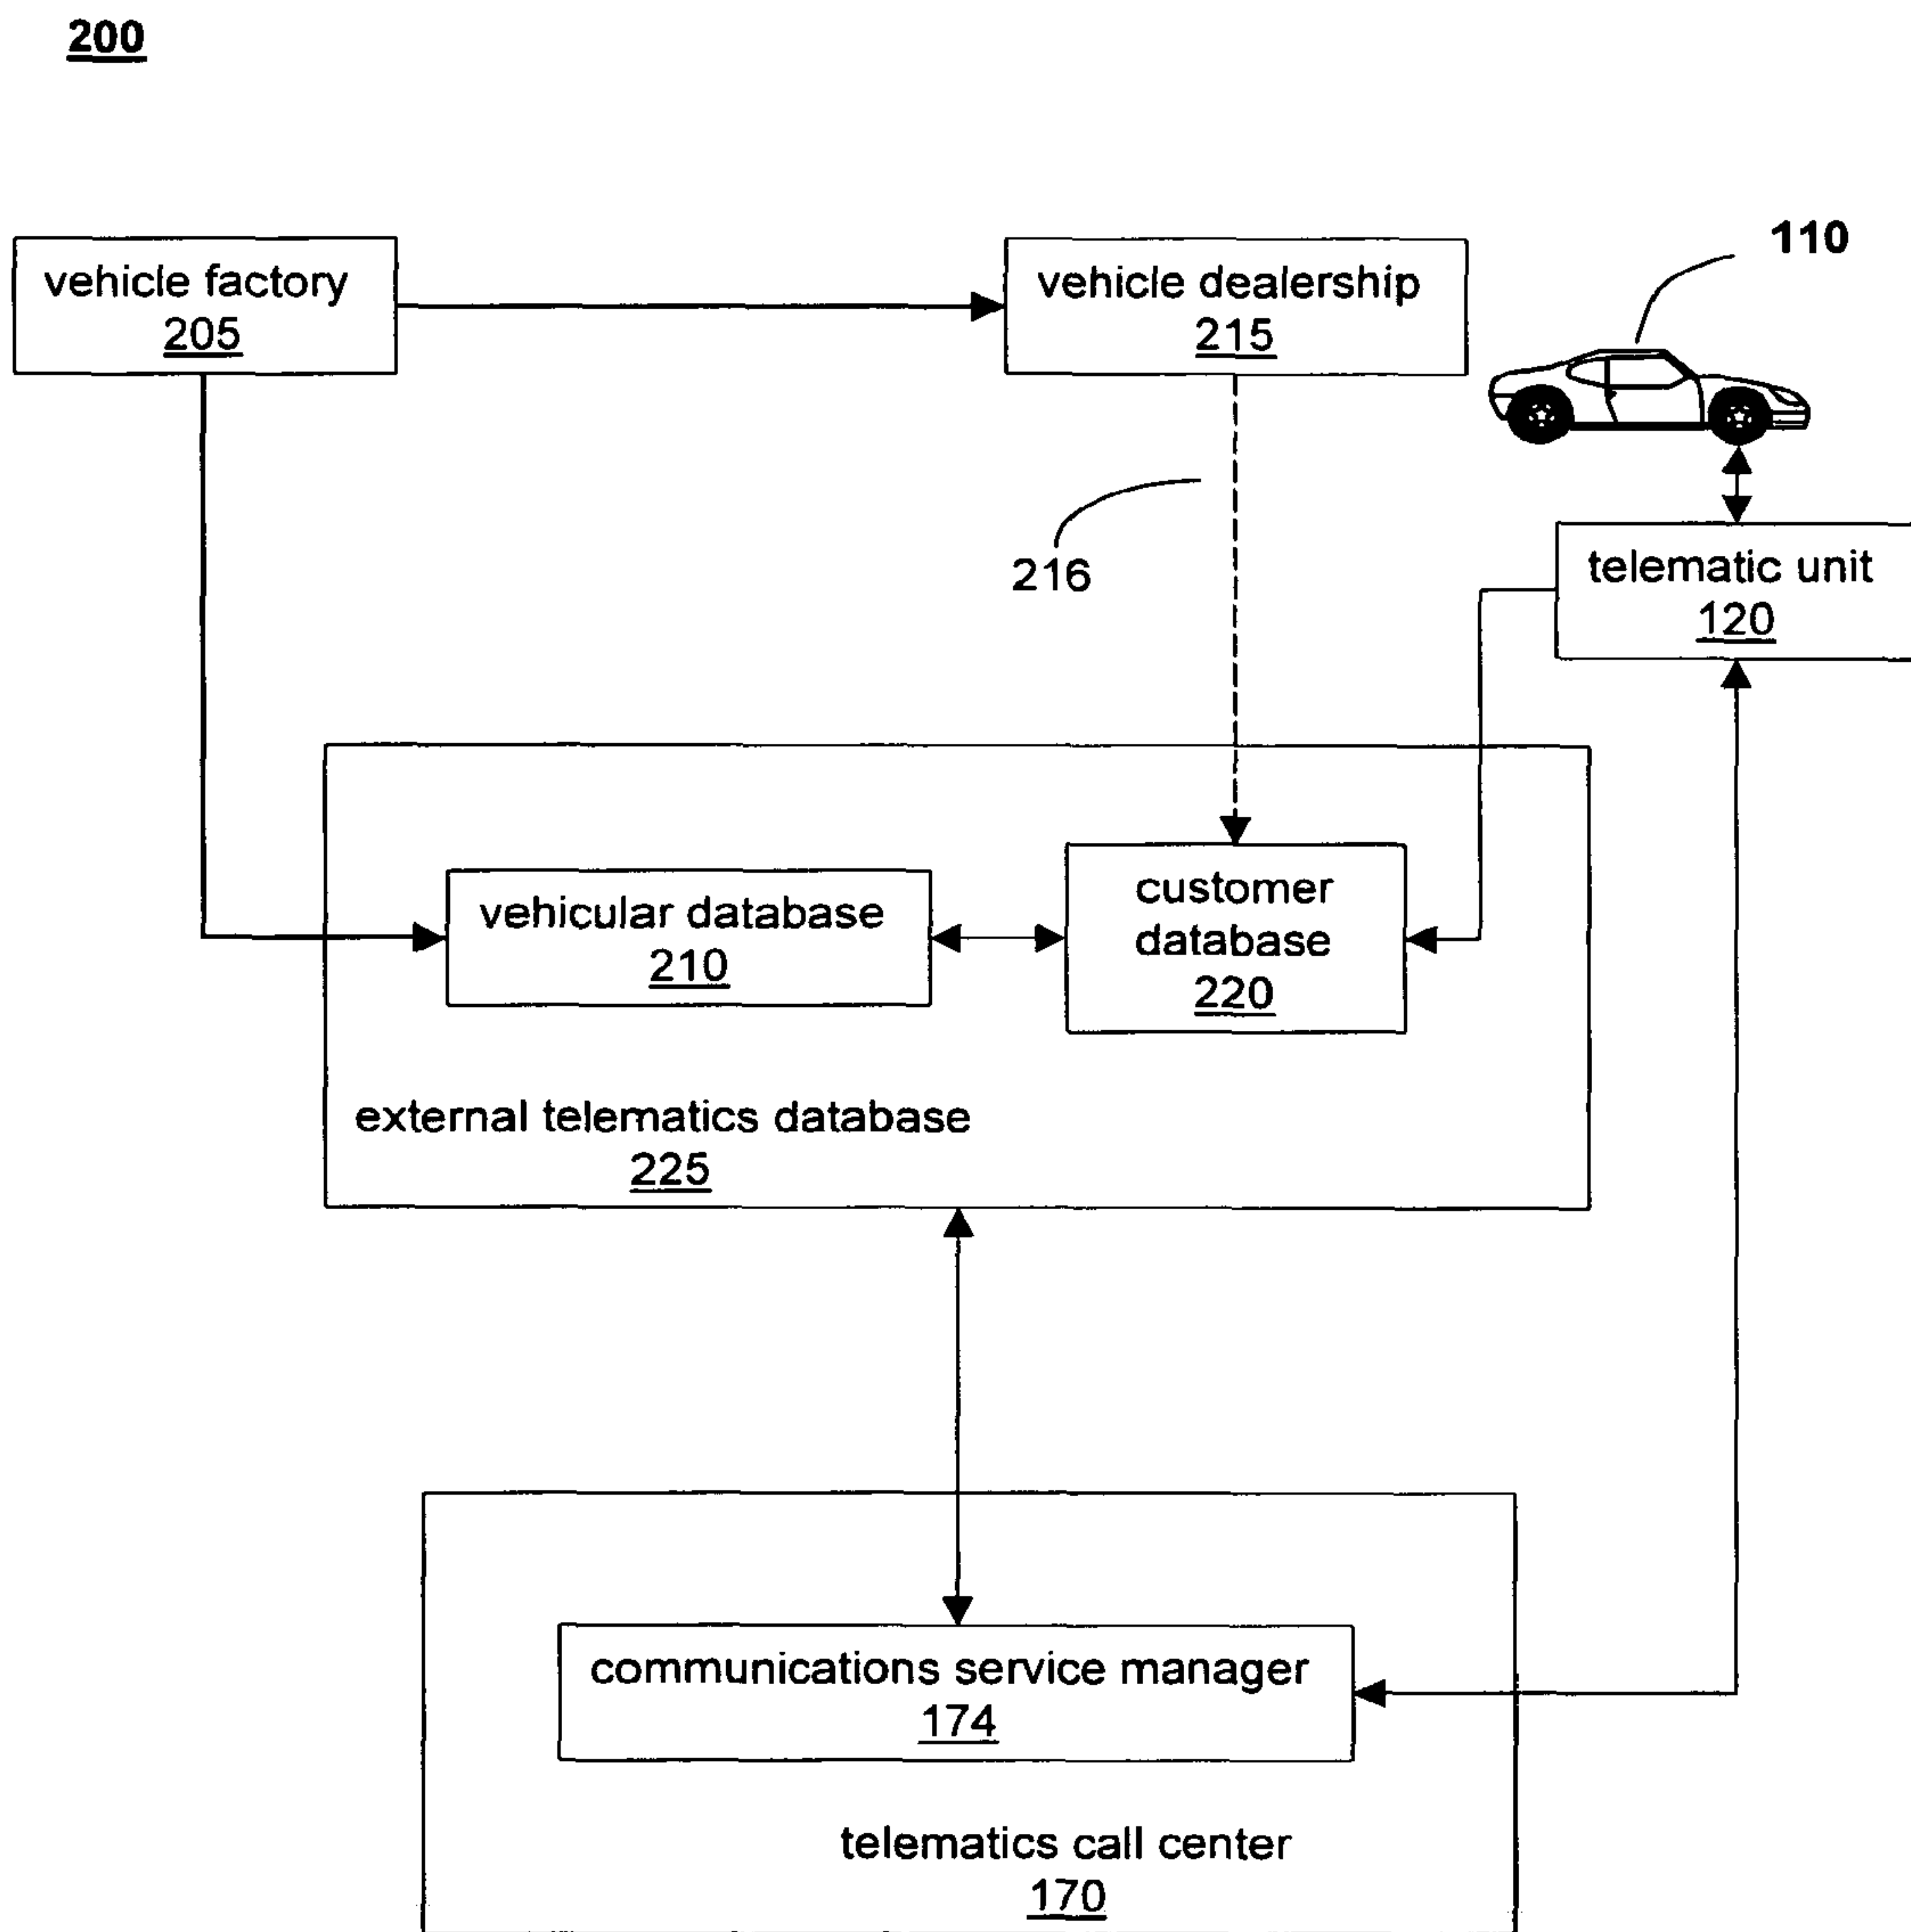 200
vehicle factory
205
vehicle dealership
215
110
216
telematic unit
120
vehicular database
210
customer
database
220
external telematics database
225
communications service manager
174
telematics call center
170